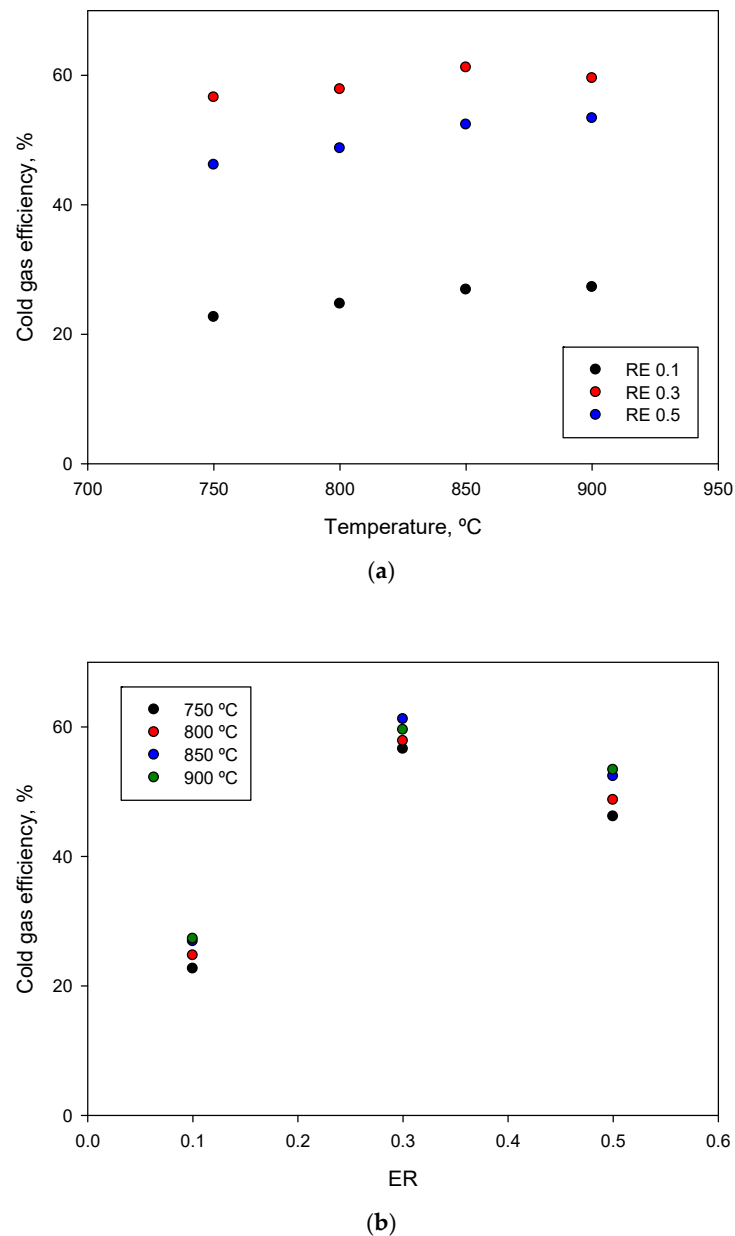 60
40
20
0
Cold gas efficiency, %
RE 0.1
RE 0.3
RE 0.5
700 750 800 850 900 950
Temperature, ºC
(a)
750 ºC
800 ºC
850 ºC
900 ºC
60
40
20
0
Cold gas efficiency, %
0.0 0.1 0.2 0.3 0.4 0.5 0.6
ER
(b)